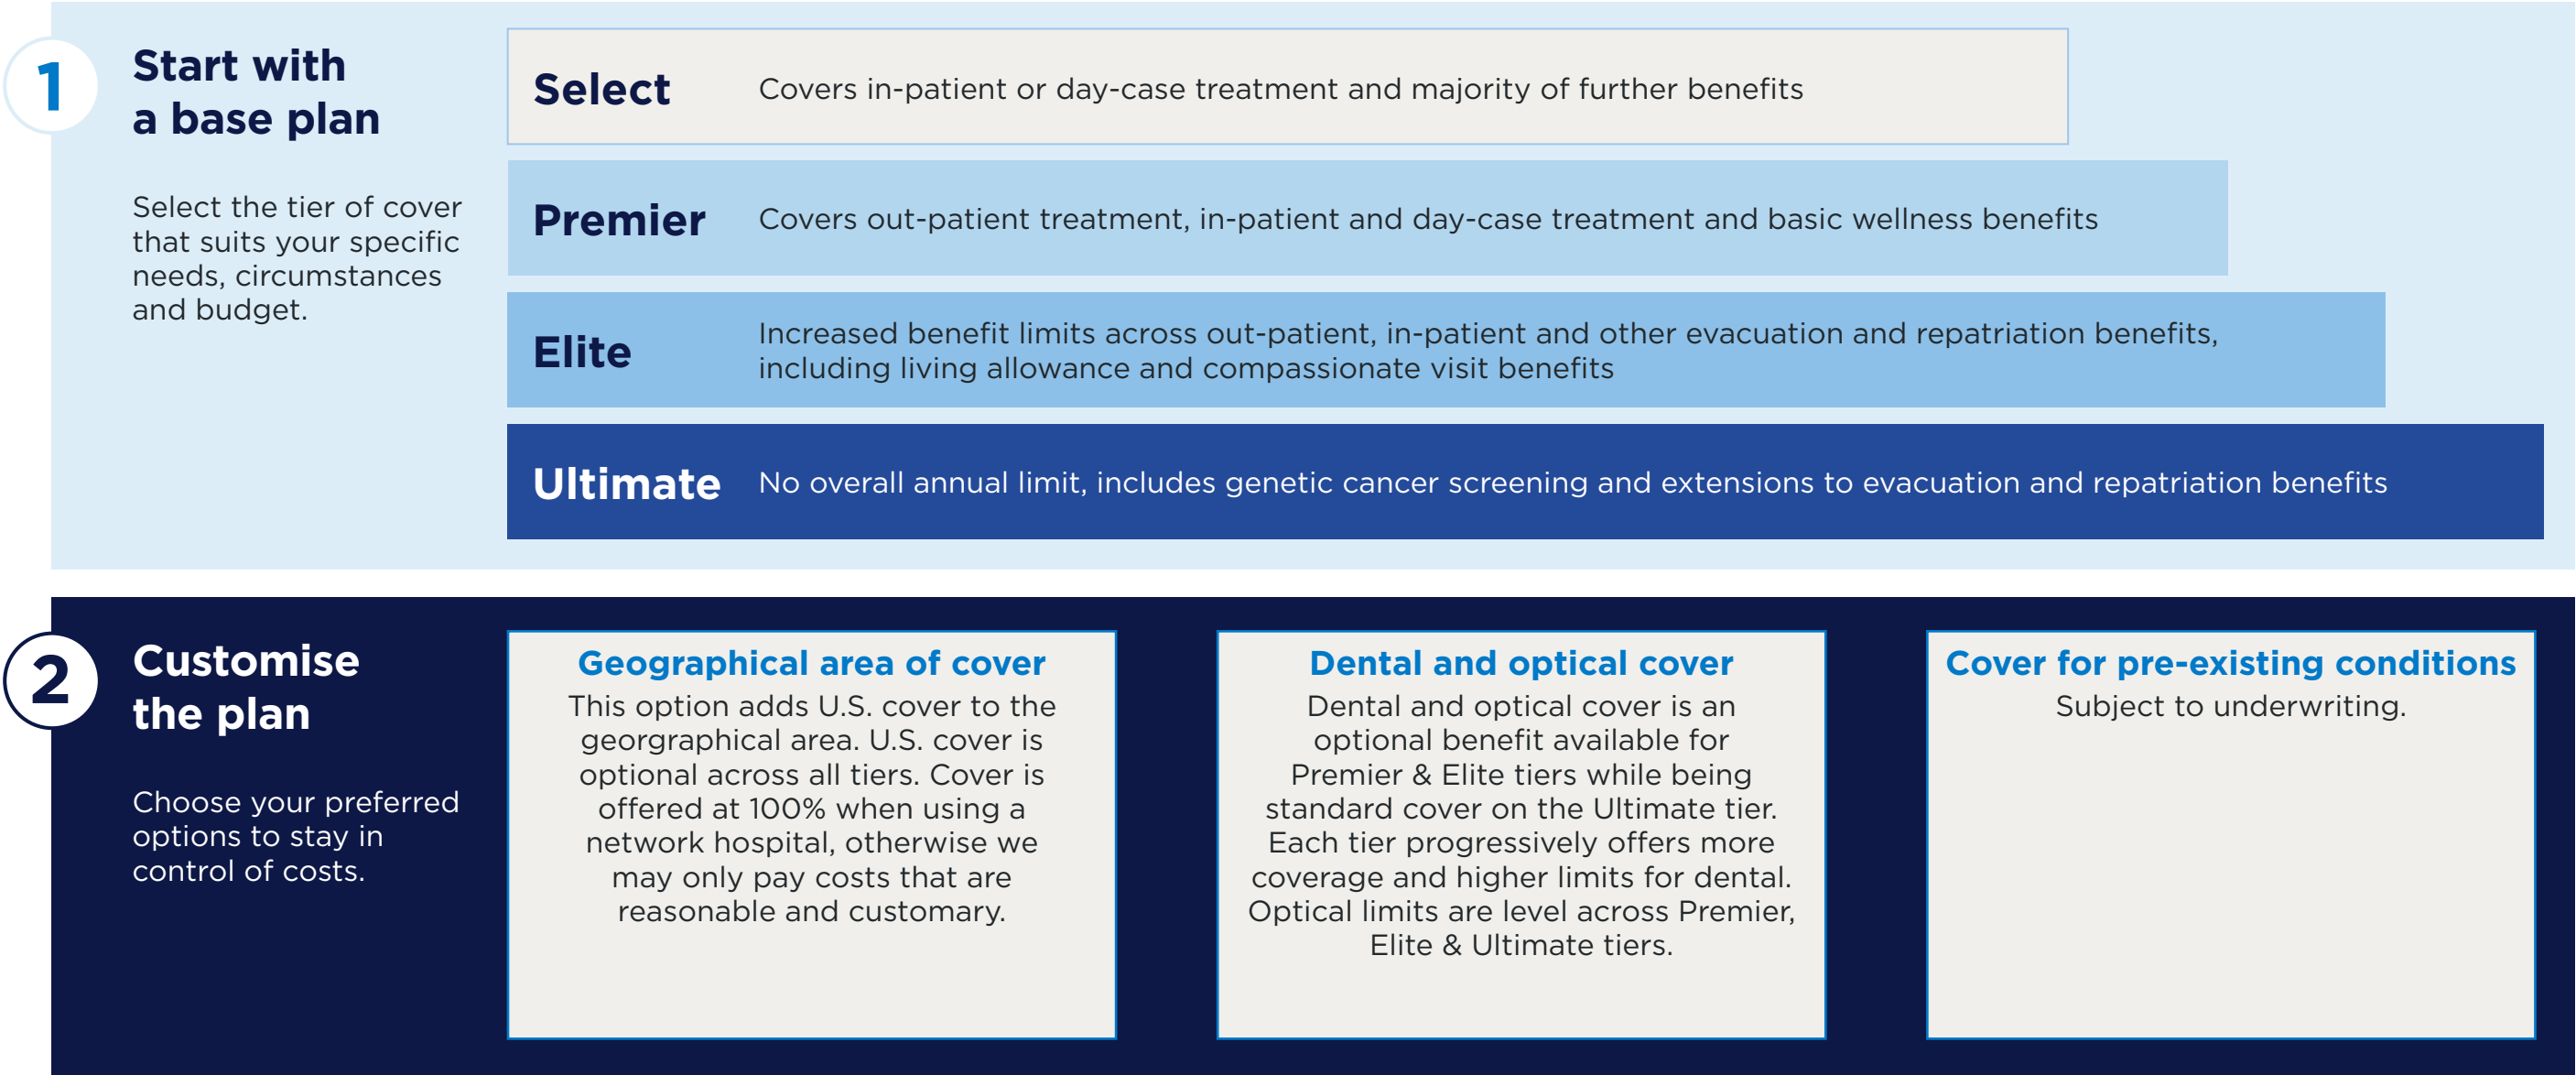 1
Start with
a base plan
Select the tier of cover
that suits your specific
needs, circumstances
and budget.
Select
Covers in-patient or day-case treatment and majority of further benefits
Premier
Covers out-patient treatment, in-patient and day-case treatment and basic wellness benefits
Elite
Increased benefit limits across out-patient, in-patient and other evacuation and repatriation benefits,
including living allowance and compassionate visit benefits
Ultimate
No overall annual limit, includes genetic cancer screening and extensions to evacuation and repatriation benefits
2
Customise
the plan
Choose your preferred
options to stay in
control of costs.
Geographical area of cover
This option adds U.S. cover to the
georgraphical area. U.S. cover is
optional across all tiers. Cover is
offered at 100% when using a
network hospital, otherwise we
may only pay costs that are
reasonable and customary.
Dental and optical cover
Dental and optical cover is an
optional benefit available for
Premier & Elite tiers while being
standard cover on the Ultimate tier.
Each tier progressively offers more
coverage and higher limits for dental.
Optical limits are level across Premier,
Elite & Ultimate tiers.
Cover for pre-existing conditions
Subject to underwriting.